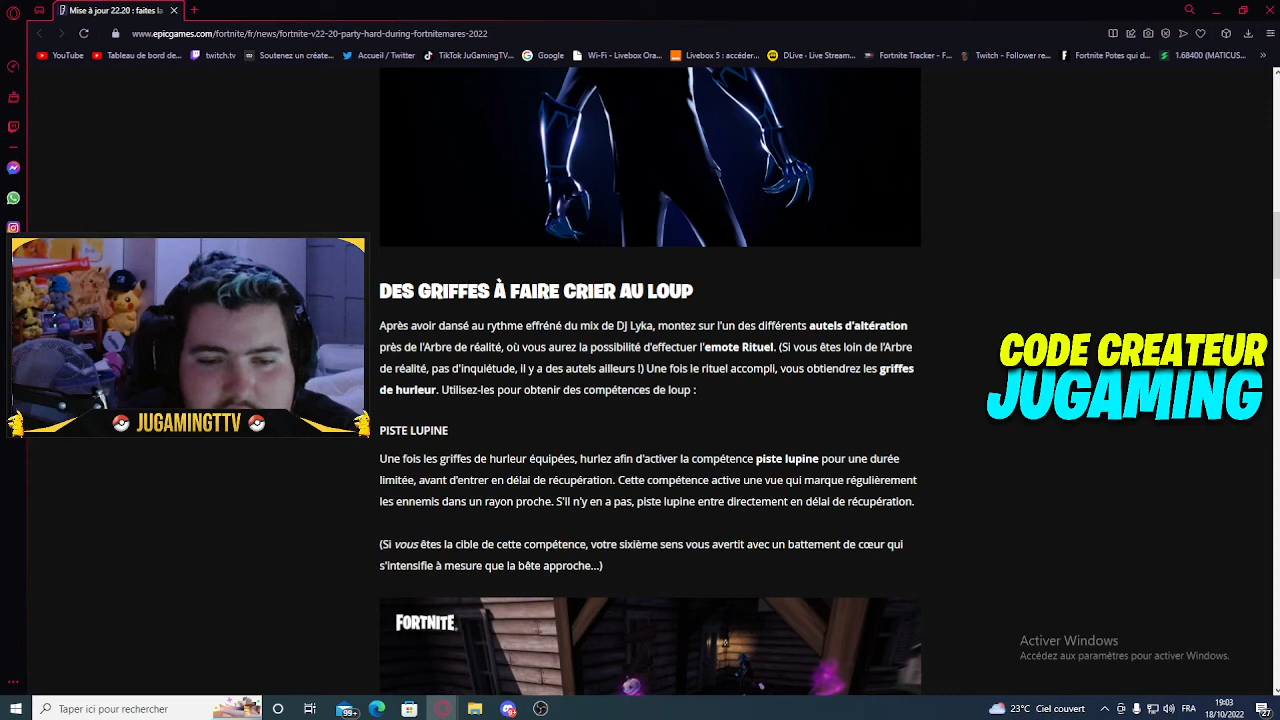 Mise à jour 22.20 : faites la
www.epicgames.com/fortnite/fr/news/fortnite-v22-20-party-hard-during-fortnitemares-2022
YouTube
Tableau de bord de...
twitch.tv
Soutenez un créate...
Accueil / Twitter
TikTok JuGamingTV...
Google
Wi-Fi - Livebox Ora...
Livebox 5 : accéder...
DLive · Live Stream...
Fortnite Tracker - F...
Twitch - Follower re...
Fortnite Potes qui d...
1.68400 (MATICUS...
DES GRIFFES À FAIRE CRIER AU LOUP
Après avoir dansé au rythme effréné du mix de DJ Lyka, montez sur l'un des différents autels d'altération
près de l'Arbre de réalité, où vous aurez la possibilité d'effectuer l'emote Rituel. (Si vous êtes loin de l'Arbre
de réalité, pas d'inquiétude, il y a des autels ailleurs !) Une fois le rituel accompli, vous obtiendrez les griffes
de hurleur. Utilisez-les pour obtenir des compétences de loup :
PISTE LUPINE
Une fois les griffes de hurleur équipées, hurlez afin d'activer la compétence piste lupine pour une durée
limitée, avant d'entrer en délai de récupération. Cette compétence active une vue qui marque régulièrement
les ennemis dans un rayon proche. S'il n'y en a pas, piste lupine entre directement en délai de récupération.
(Si vous êtes la cible de cette compétence, votre sixième sens vous avertit avec un battement de cœur qui
s'intensifie à mesure que la bête approche...)
FORTNITE
JUGAMINGTTV
CODE CREATEUR
JUGAMING
Activer Windows
Accédez aux paramètres pour activer Windows.
Taper ici pour rechercher
99+
23°C Ciel couvert
FRA
19:03
18/10/2022
27